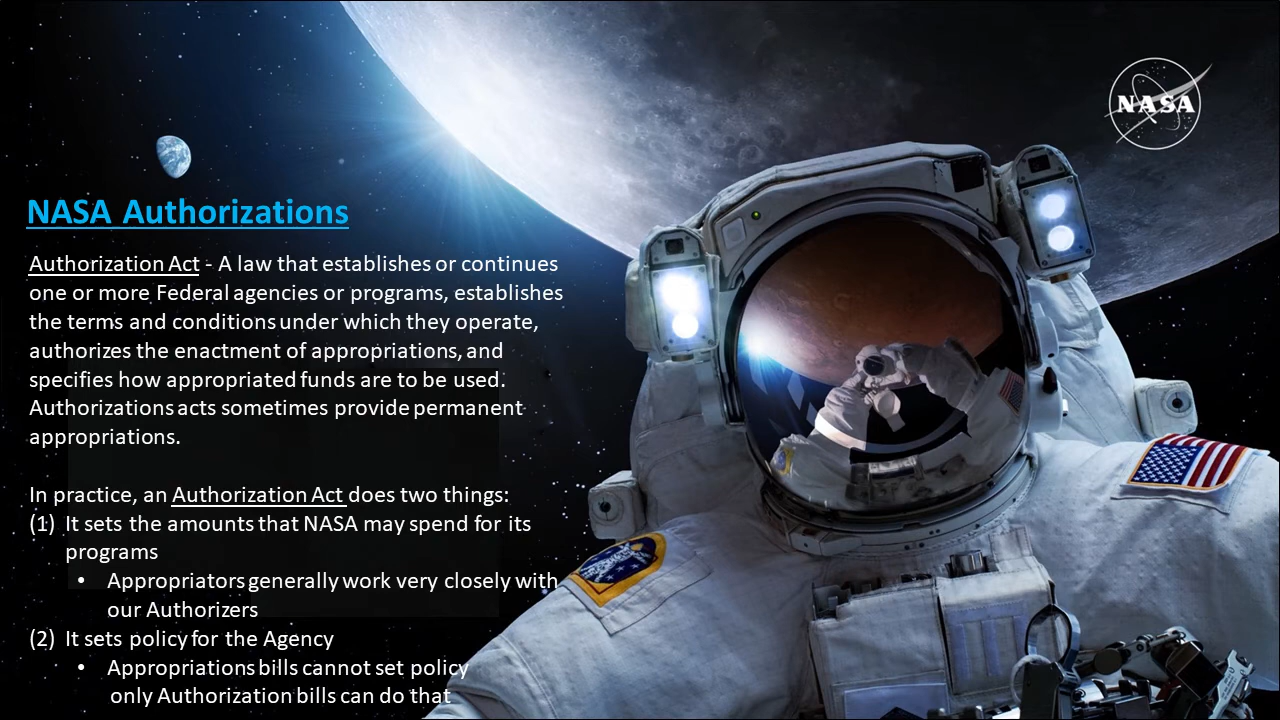 NASA
NASA Authorizations
Authorization Act - A law that establishes or continues
one or more Federal agencies or programs, establishes
the terms and conditions under which they operate,
authorizes the enactment of appropriations, and
specifies how appropriated funds are to be used.
Authorizations acts sometimes provide permanent
appropriations.
In practice, an Authorization Act does two things:
(1) It sets the amounts that NASA may spend for its
programs
• Appropriators generally work very closely with
our Authorizers
(2) It sets policy for the Agency
• Appropriations bills cannot set policy
only Authorization bills can do that